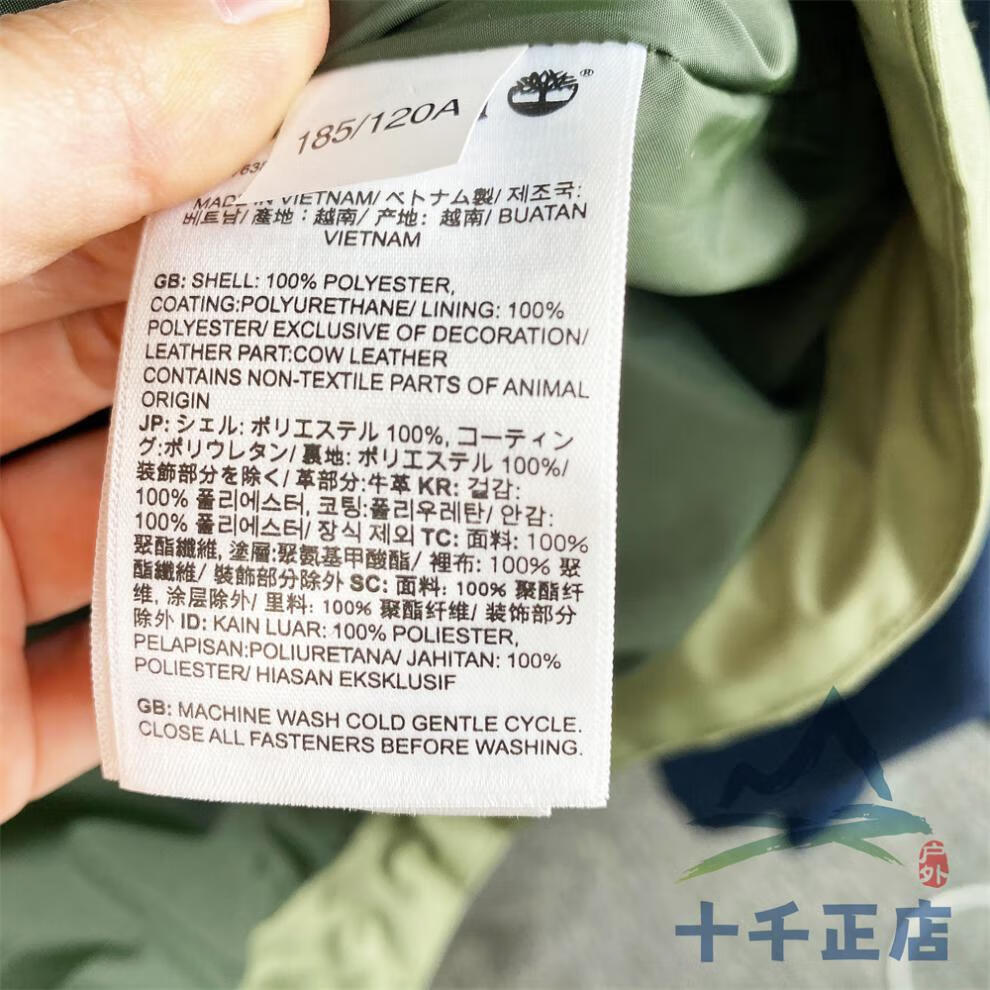 185/120A
®
MADE IN VIETNAM/ ベトナム製/ 제조국:
베트남/ 產地：越南/ 产地：越南/ BUATAN
VIETNAM
GB: SHELL: 100% POLYESTER,
COATING:POLYURETHANE/ LINING: 100%
POLYESTER/ EXCLUSIVE OF DECORATION/
LEATHER PART:COW LEATHER
CONTAINS NON-TEXTILE PARTS OF ANIMAL
ORIGIN
JP: シェル: ポリエステル 100%, コーティン
グ:ポリウレタン/ 裏地: ポリエステル 100%/
装飾部分を除く/ 革部分:牛革 KR: 겉감:
100% 폴리에스터, 코팅:폴리우레탄/ 안감:
100% 폴리에스터/ 장식 제외 TC: 面料: 100%
聚酯纖維, 塗層:聚氨基甲酸酯/ 裡布: 100% 聚
酯纖維/ 裝飾部分除外 SC: 面料: 100% 聚酯纤
维, 涂层除外/ 里料: 100% 聚酯纤维/ 装饰部分
除外 ID: KAIN LUAR: 100% POLIESTER,
PELAPISAN:POLIURETANA/ JAHITAN: 100%
POLIESTER/ HIASAN EKSKLUSIF
GB: MACHINE WASH COLD GENTLE CYCLE.
CLOSE ALL FASTENERS BEFORE WASHING.
户外
十千正店